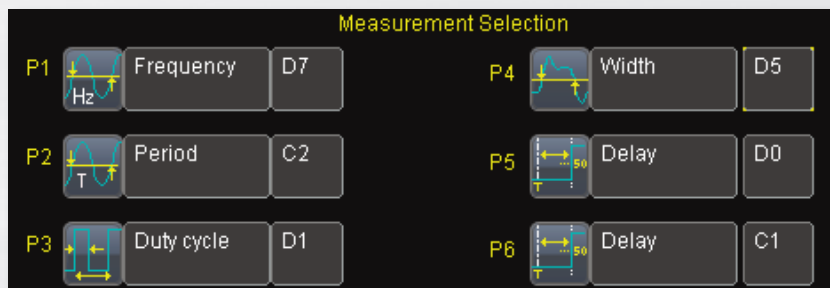 Measurement Selection
P1 Hz Frequency D7
P2 T Period C2
P3 Duty cycle D1
P4 Width D5
P5 T 50 Delay D0
P6 T 50 Delay C1